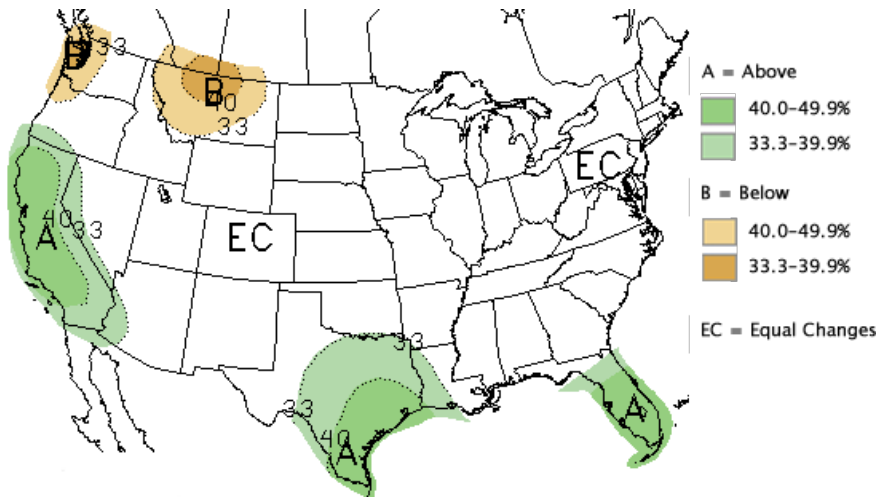 B 33
B
40
33
EC
40
33
A
EC
33
33
A
40
A
A = Above
40.0-49.9%
33.3-39.9%
B = Below
40.0-49.9%
33.3-39.9%
EC = Equal Changes